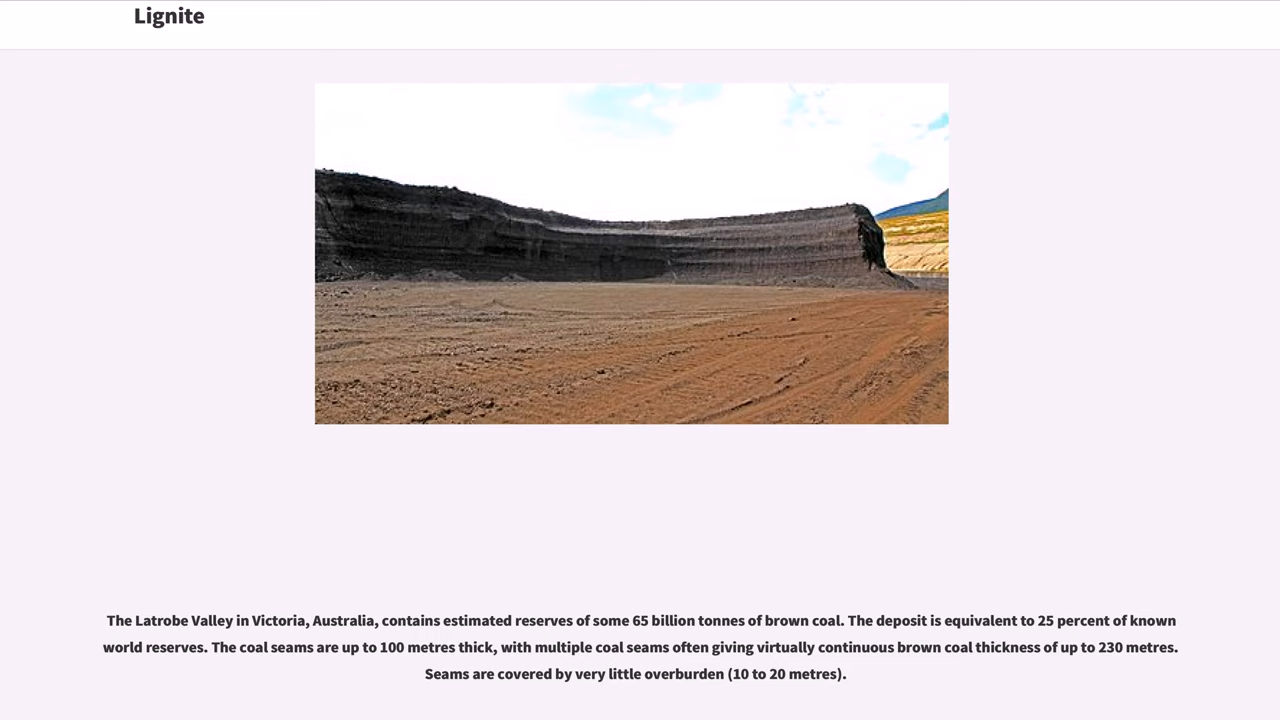 Lignite
The Latrobe Valley in Victoria, Australia, contains estimated reserves of some 65 billion tonnes of brown coal. The deposit is equivalent to 25 percent of known
world reserves. The coal seams are up to 100 metres thick, with multiple coal seams often giving virtually continuous brown coal thickness of up to 230 metres.
Seams are covered by very little overburden (10 to 20 metres).